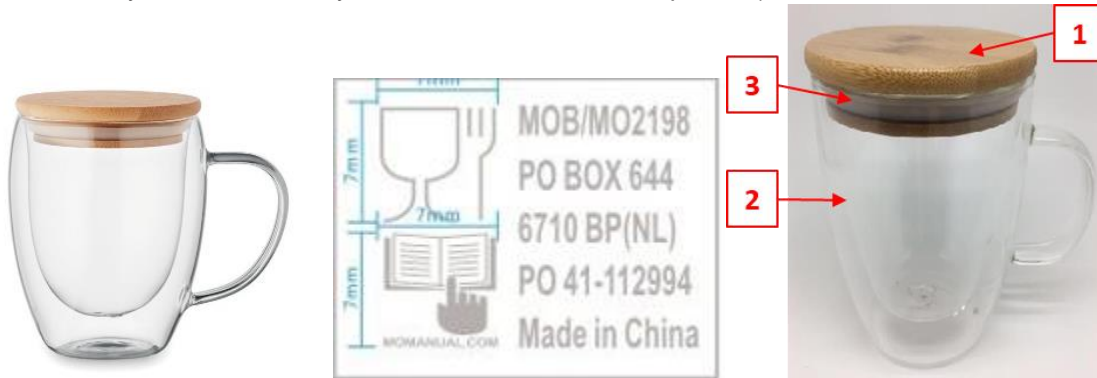 7mm
7mm
7mm
MOMANUAL.COM
MOB/MO2198
PO BOX 644
6710 BP(NL)
PO 41-112994
Made in China
1
3
2